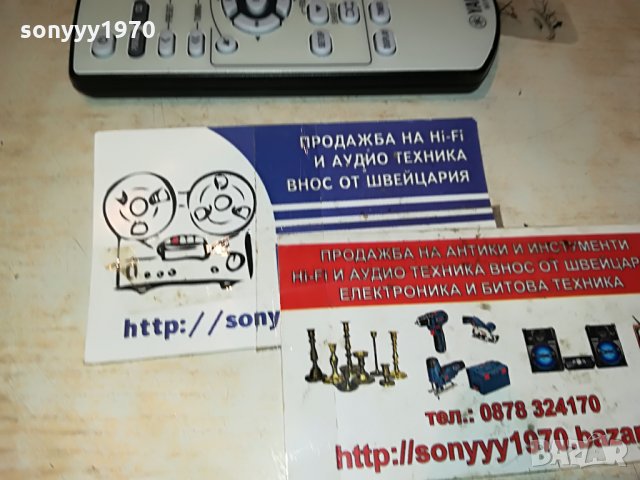 sonyyy1970
ПРОДАЖБА НА Hi-Fi
И АУДИО ТЕХНИКА
ВНОС ОТ ШВЕЙЦАРИЯ
http://sony
ПРОДАЖБА НА АНТИКИ И ИНСТРУМЕНТИ
Hi-Fi И АУДИО ТЕХНИКА ВНОС ОТ ШВЕЙЦАР
ЕЛЕКТРОНИКА И БИТОВА ТЕХНИКА
тел.: 0878 324170
http://sonyyy1970.bazar
BAZAR